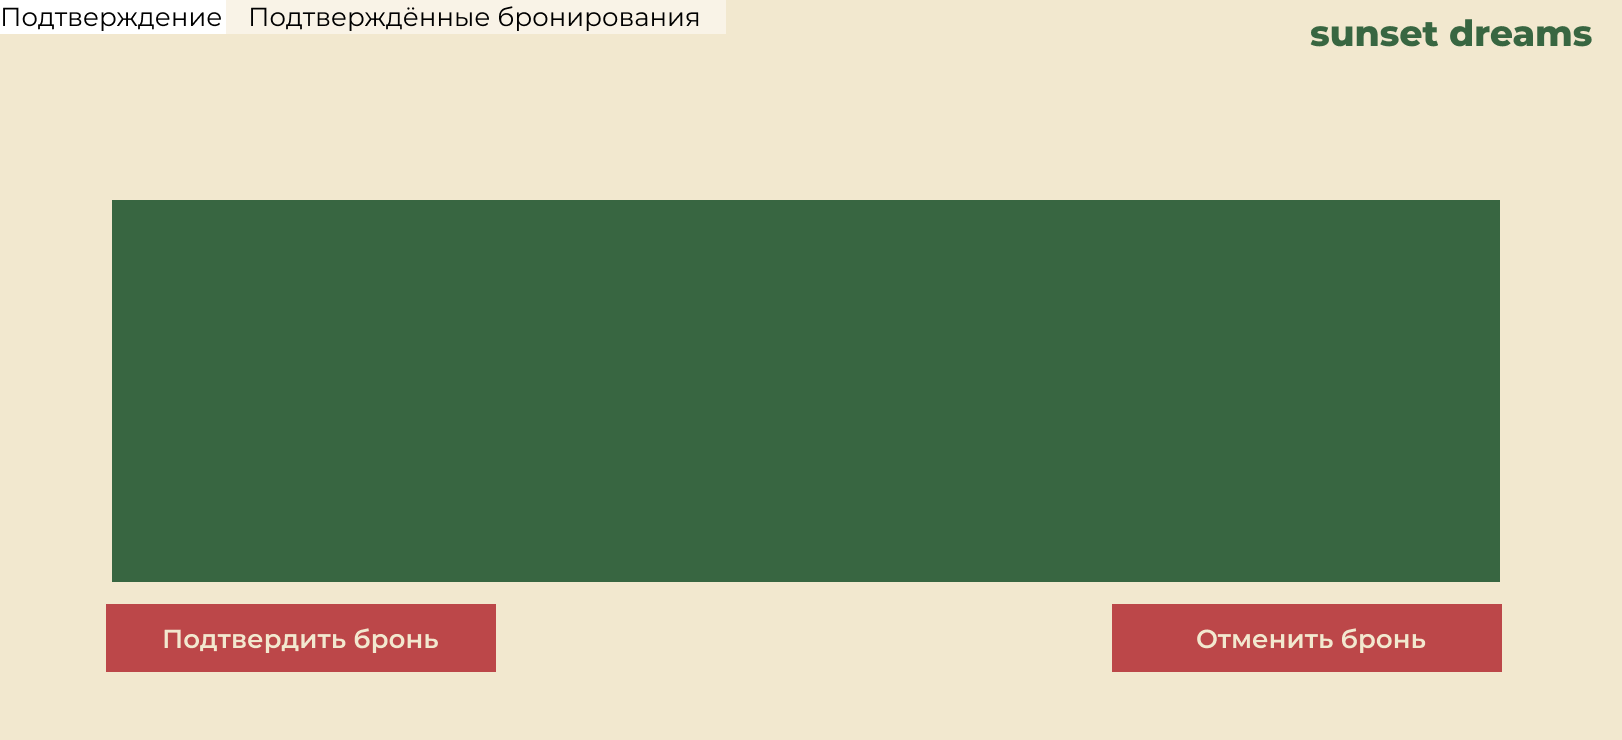 Подтверждение
Подтверждённые бронирования
sunset dreams
Подтвердить бронь
Отменить бронь